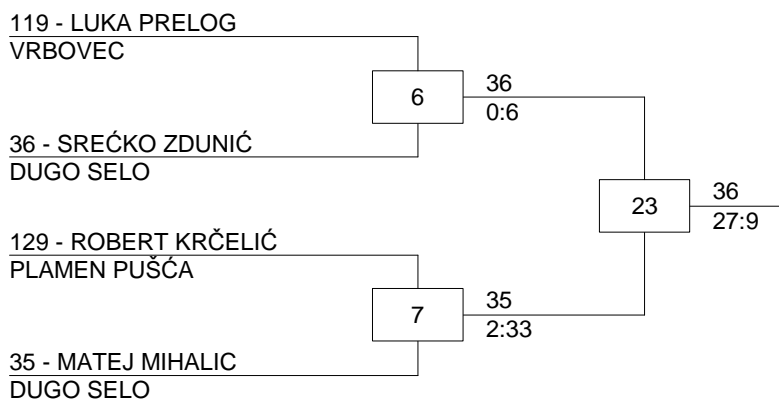 119 - LUKA PRELOG
VRBOVEC
6
36
0:6
36 - SREĆKO ZDUNIĆ
DUGO SELO
23
36
27:9
129 - ROBERT KRČELIĆ
PLAMEN PUŠĆA
7
35
2:33
35 - MATEJ MIHALIC
DUGO SELO